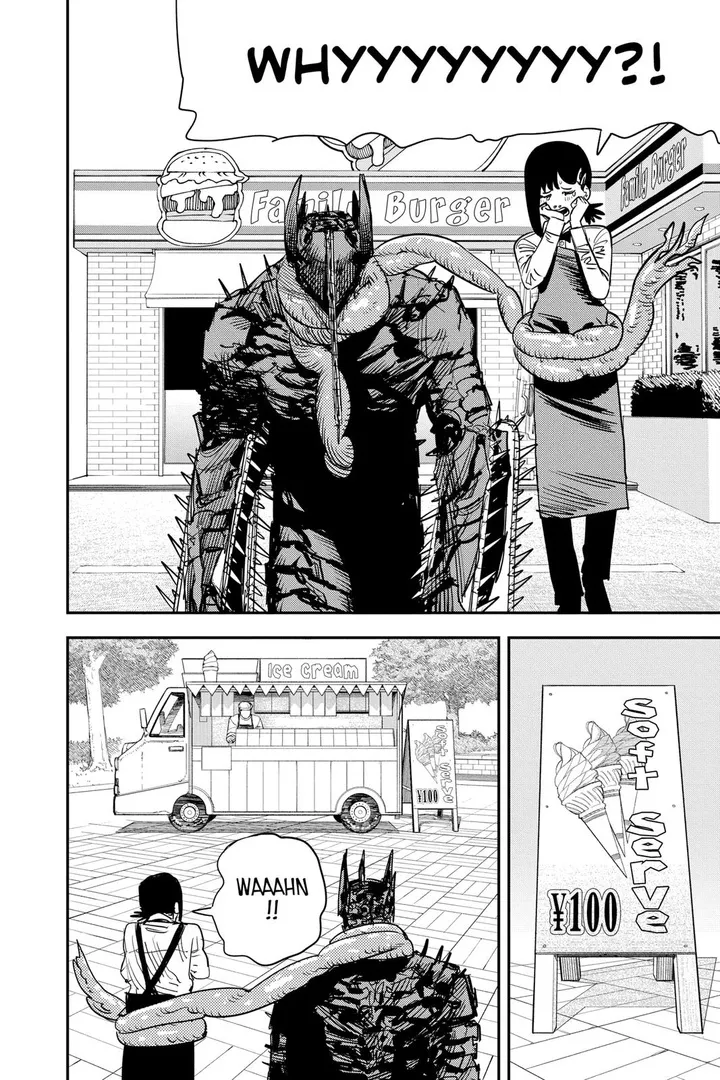 WHYYYYYYYY?!
Family Burger
Family Burger
Ice cream
Soft Serve
¥100
WAAAHN
!!
Soft Serve
¥100